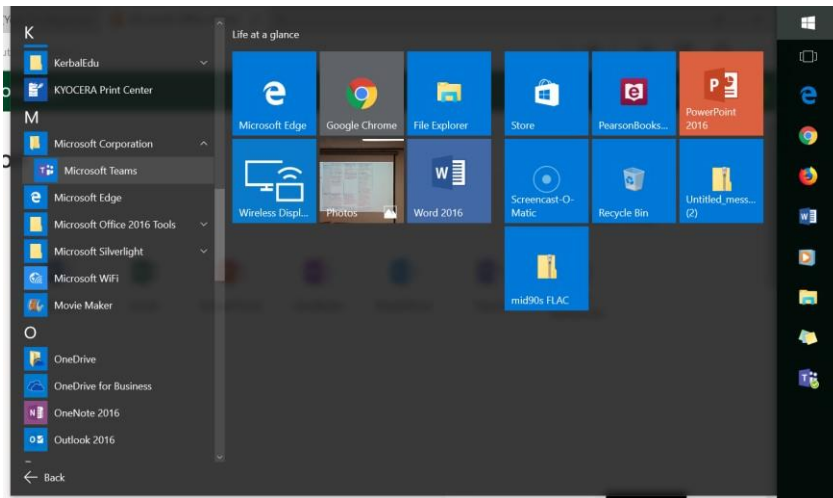 K
KerbalEdu
KYOCERA Print Center
M
Microsoft Corporation
Microsoft Teams
Microsoft Edge
Microsoft Office 2016 Tools
Microsoft Silverlight
Microsoft WiFi
Movie Maker
O
OneDrive
OneDrive for Business
OneNote 2016
Outlook 2016
Back
Life at a glance
Microsoft Edge
Google Chrome
File Explorer
Store
PearsonBooks...
PowerPoint
2016
Wireless Displ...
Photos
Word 2016
Screencast-O-
Matic
Recycle Bin
Untitled_mess...
(2)
mid90s FLAC